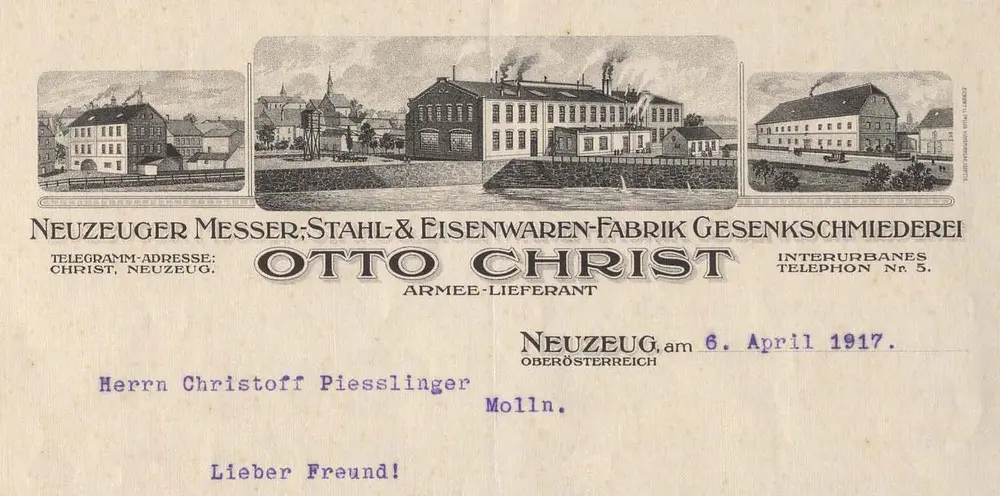 NEUZEUGER MESSER-, STAHL- & EISENWAREN-FABRIK GESENKSCHMIEDEREI
TELEGRAMM-ADRESSE:
CHRIST, NEUZEUG.
OTTO CHRIST
ARMEE-LIEFERANT
INTERURBANES
TELEPHON Nr. 5.
NEUZEUG, am 6. April 1917.
OBERÖSTERREICH
Herrn Christoff Piesslinger
Molln.
Lieber Freund!